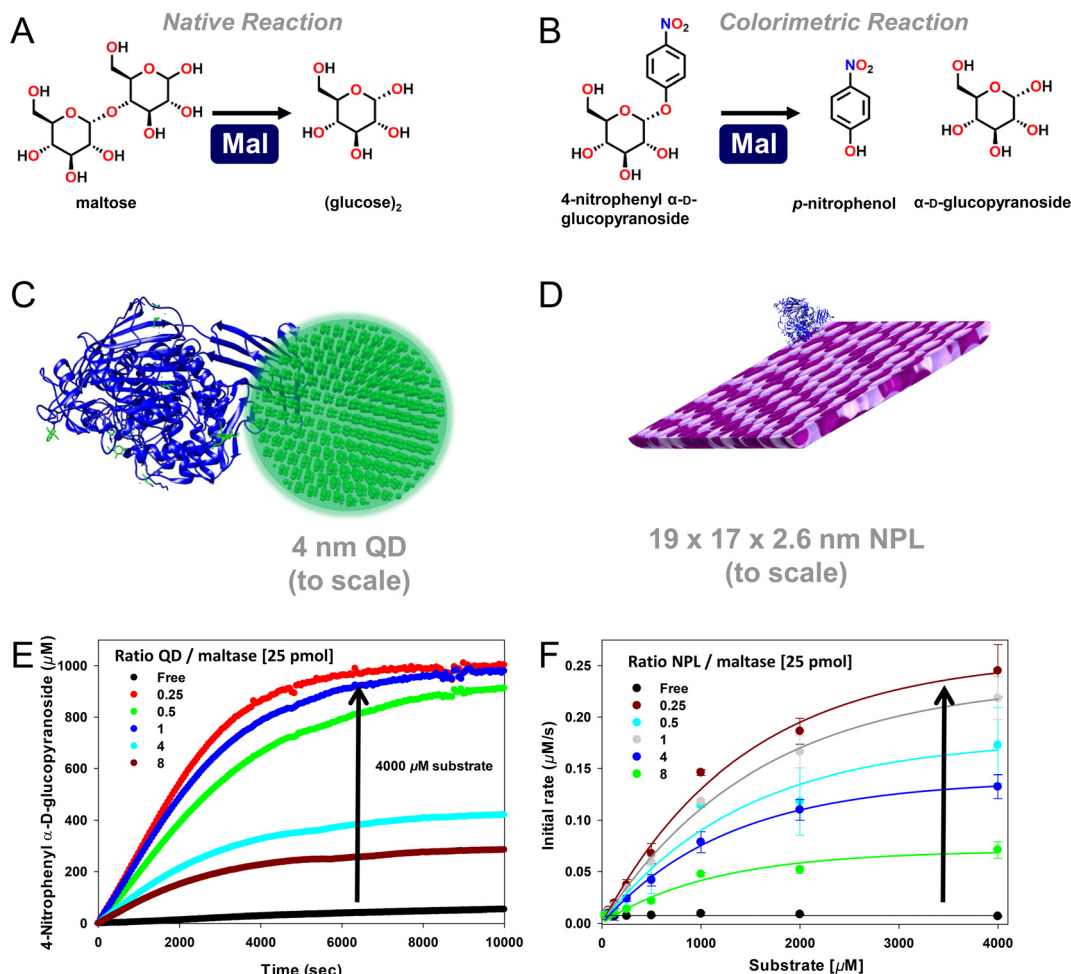 A
Native Reaction
OH
HO
O
OH
HO
O
OH
OH
HO
O
O
HO
OH
OH
Mal
HO
O
OH
HO
OH
OH
maltose
(glucose)2
B
Colorimetric Reaction
NO2
HO
O
O
HO
OH
OH
Mal
NO2
OH
HO
O
OH
HO
OH
OH
4-nitrophenyl α-D-
glucopyranoside
p-nitrophenol
α-D-glucopyranoside
C
4 nm QD
(to scale)
D
19 x 17 x 2.6 nm NPL
(to scale)
E
4-Nitrophenyl α-D-glucopyranoside (µM)
1000
800
600
400
200
0
Ratio QD / maltase [25 pmol]
Free
0.25
0.5
1
4
8
4000 µM substrate
0 2000 4000 6000 8000 10000
Time (sec)
F
Initial rate (µM/s)
0.25
0.20
0.15
0.10
0.05
0.00
Ratio NPL / maltase [25 pmol]
Free
0.25
0.5
1
4
8
0 1000 2000 3000 4000
Substrate [µM]